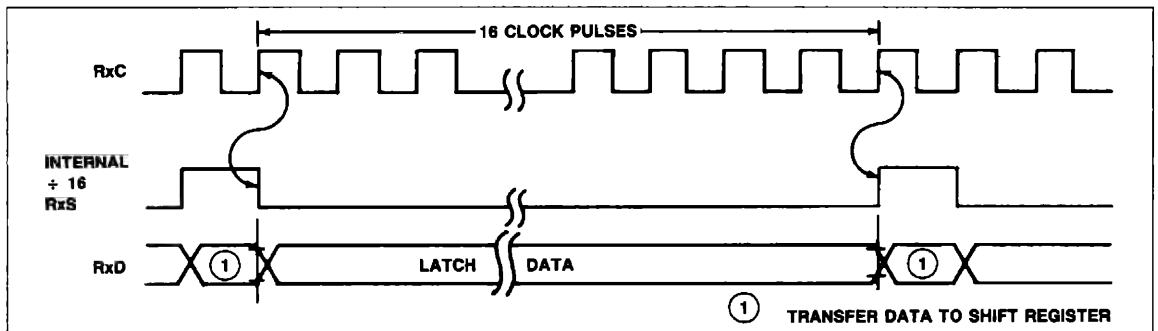 16 CLOCK PULSES
RxC
INTERNAL
÷ 16
RxS
RxD
1
LATCH DATA
1
1 TRANSFER DATA TO SHIFT REGISTER